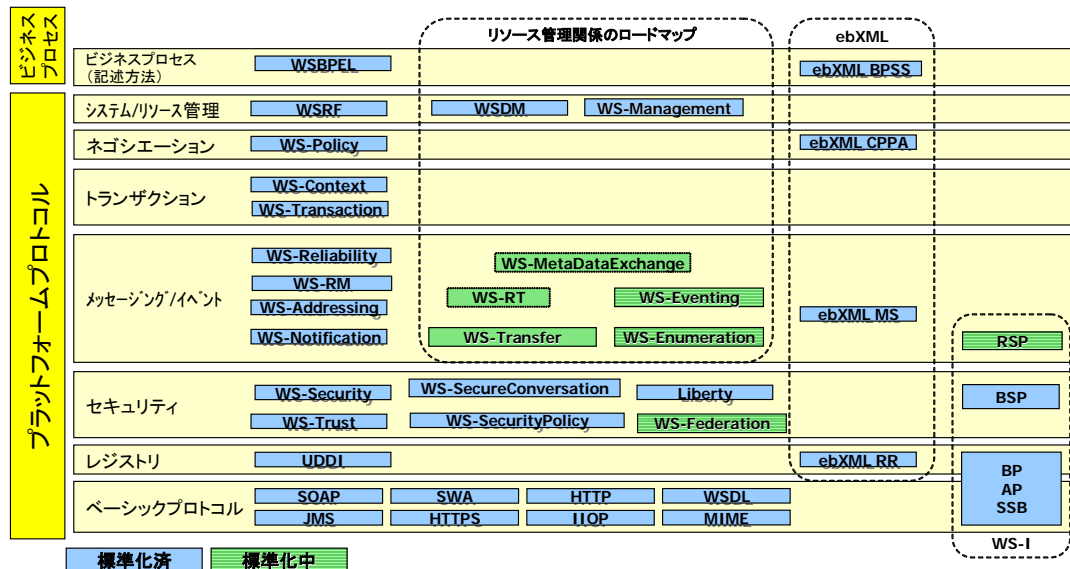 ビジネス
プロセス
リソース管理関係のロードマップ
ebXML
ビジネスプロセス
(記述方法)
WSBPEL
ebXML BPSS
プラットフォームプロトコル
システム/リソース管理
WSRF
WSDM
WS-Management
ネゴシエーション
WS-Policy
ebXML CPPA
トランザクション
WS-Context
WS-Transaction
メッセージング/イベント
WS-Reliability
WS-RM
WS-Addressing
WS-Notification
WS-MetaDataExchange
WS-RT
WS-Eventing
WS-Transfer
WS-Enumeration
ebXML MS
RSP
セキュリティ
WS-Security
WS-SecureConversation
Liberty
WS-Trust
WS-SecurityPolicy
WS-Federation
BSP
レジストリ
UDDI
ebXML RR
ベーシックプロトコル
SOAP
SWA
HTTP
WSDL
JMS
HTTPS
IIOP
MIME
BP
AP
SSB
WS-I
標準化済
標準化中